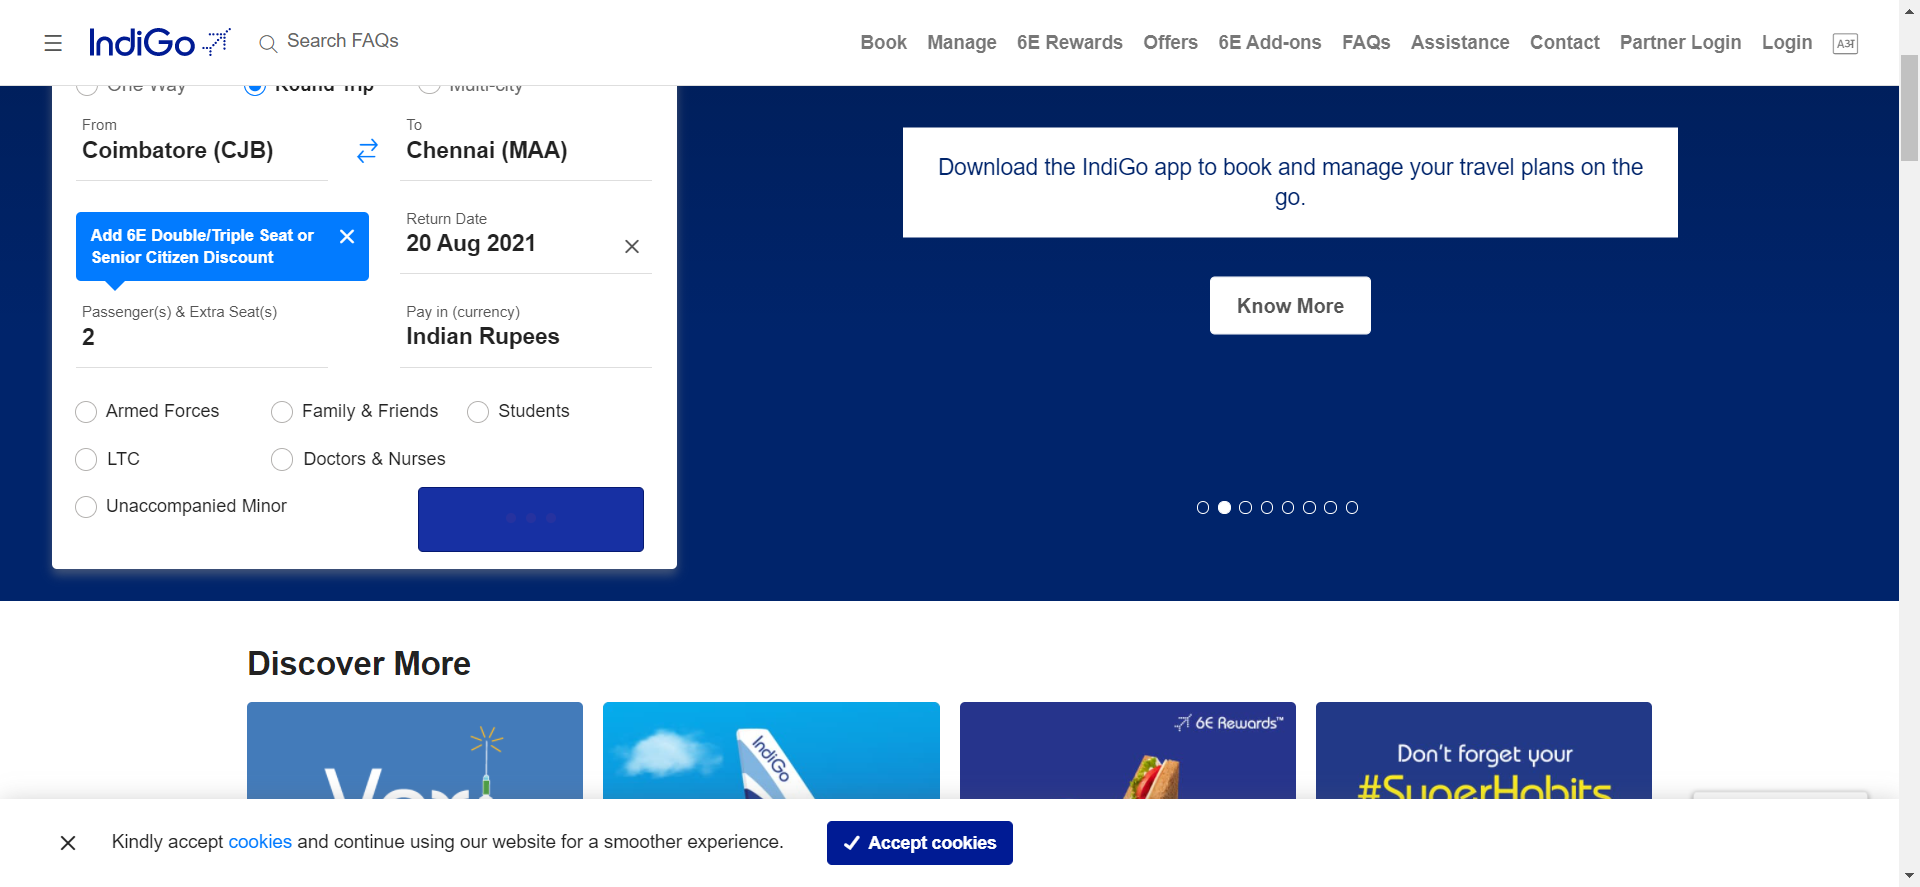 IndiGo
Search FAQs
Book Manage 6E Rewards Offers 6E Add-ons FAQs Assistance Contact Partner Login Login
One Way Round Trip Multi-city
From
Coimbatore (CJB)
To
Chennai (MAA)
Add 6E Double/Triple Seat or
Senior Citizen Discount
Return Date
20 Aug 2021
Passenger(s) & Extra Seat(s)
2
Pay in (currency)
Indian Rupees
Armed Forces Family & Friends Students
LTC Doctors & Nurses
Unaccompanied Minor
Download the IndiGo app to book and manage your travel plans on the
go.
Know More
Discover More
IndiGo
6E Rewards™
Don't forget your
#SuperHabits
Kindly accept cookies and continue using our website for a smoother experience.
Accept cookies